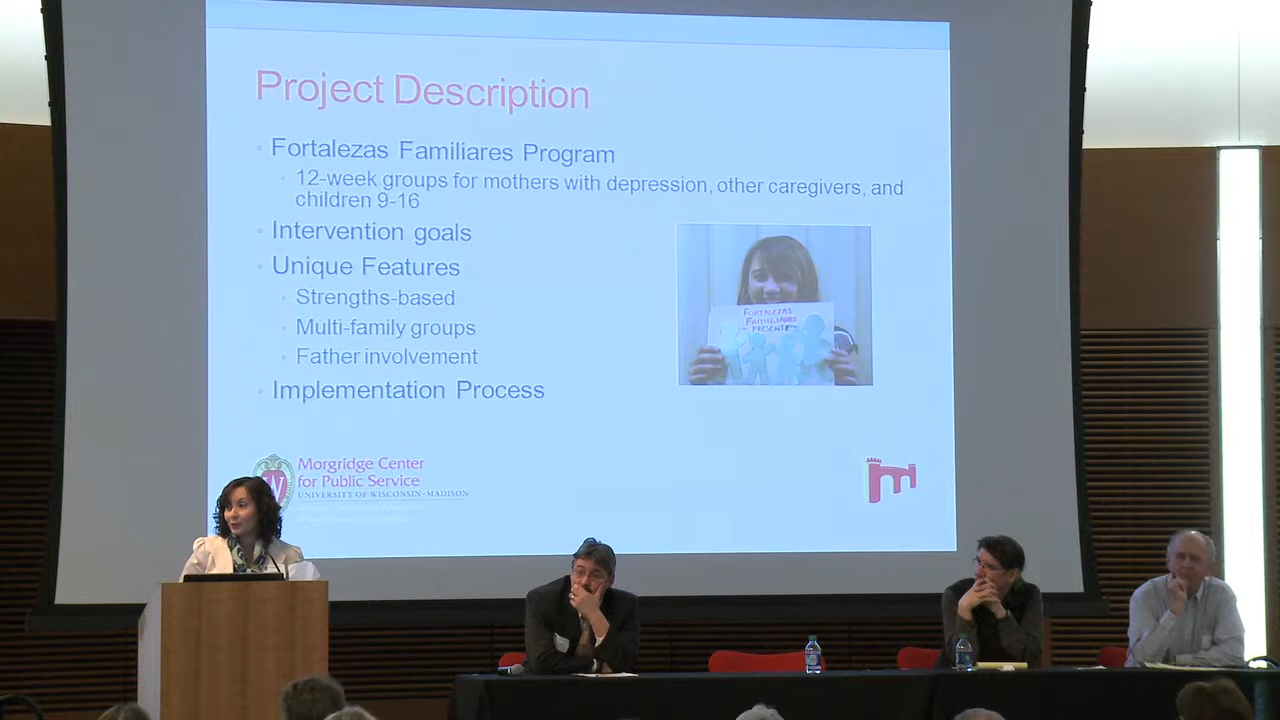 Project Description
Fortalezas Familiares Program
12-week groups for mothers with depression, other caregivers, and
children 9-16
Intervention goals
Unique Features
Strengths-based
Multi-family groups
Father involvement
Implementation Process
FORTALEZAS
FAMILIARES
PRESENTE
W
Morgridge Center
for Public Service
UNIVERSITY OF WISCONSIN-MADISON